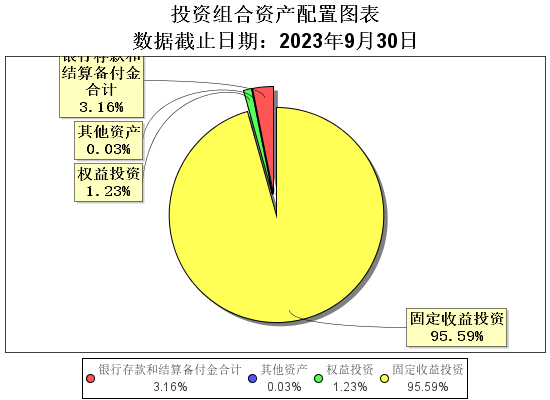 投资组合资产配置图表
数据截止日期：2023年9月30日
银行存款和
结算备付金
合计
3.16%
其他资产
0.03%
权益投资
1.23%
固定收益投资
95.59%
银行存款和结算备付金合计 其他资产 权益投资 固定收益投资
3.16% 0.03% 1.23% 95.59%